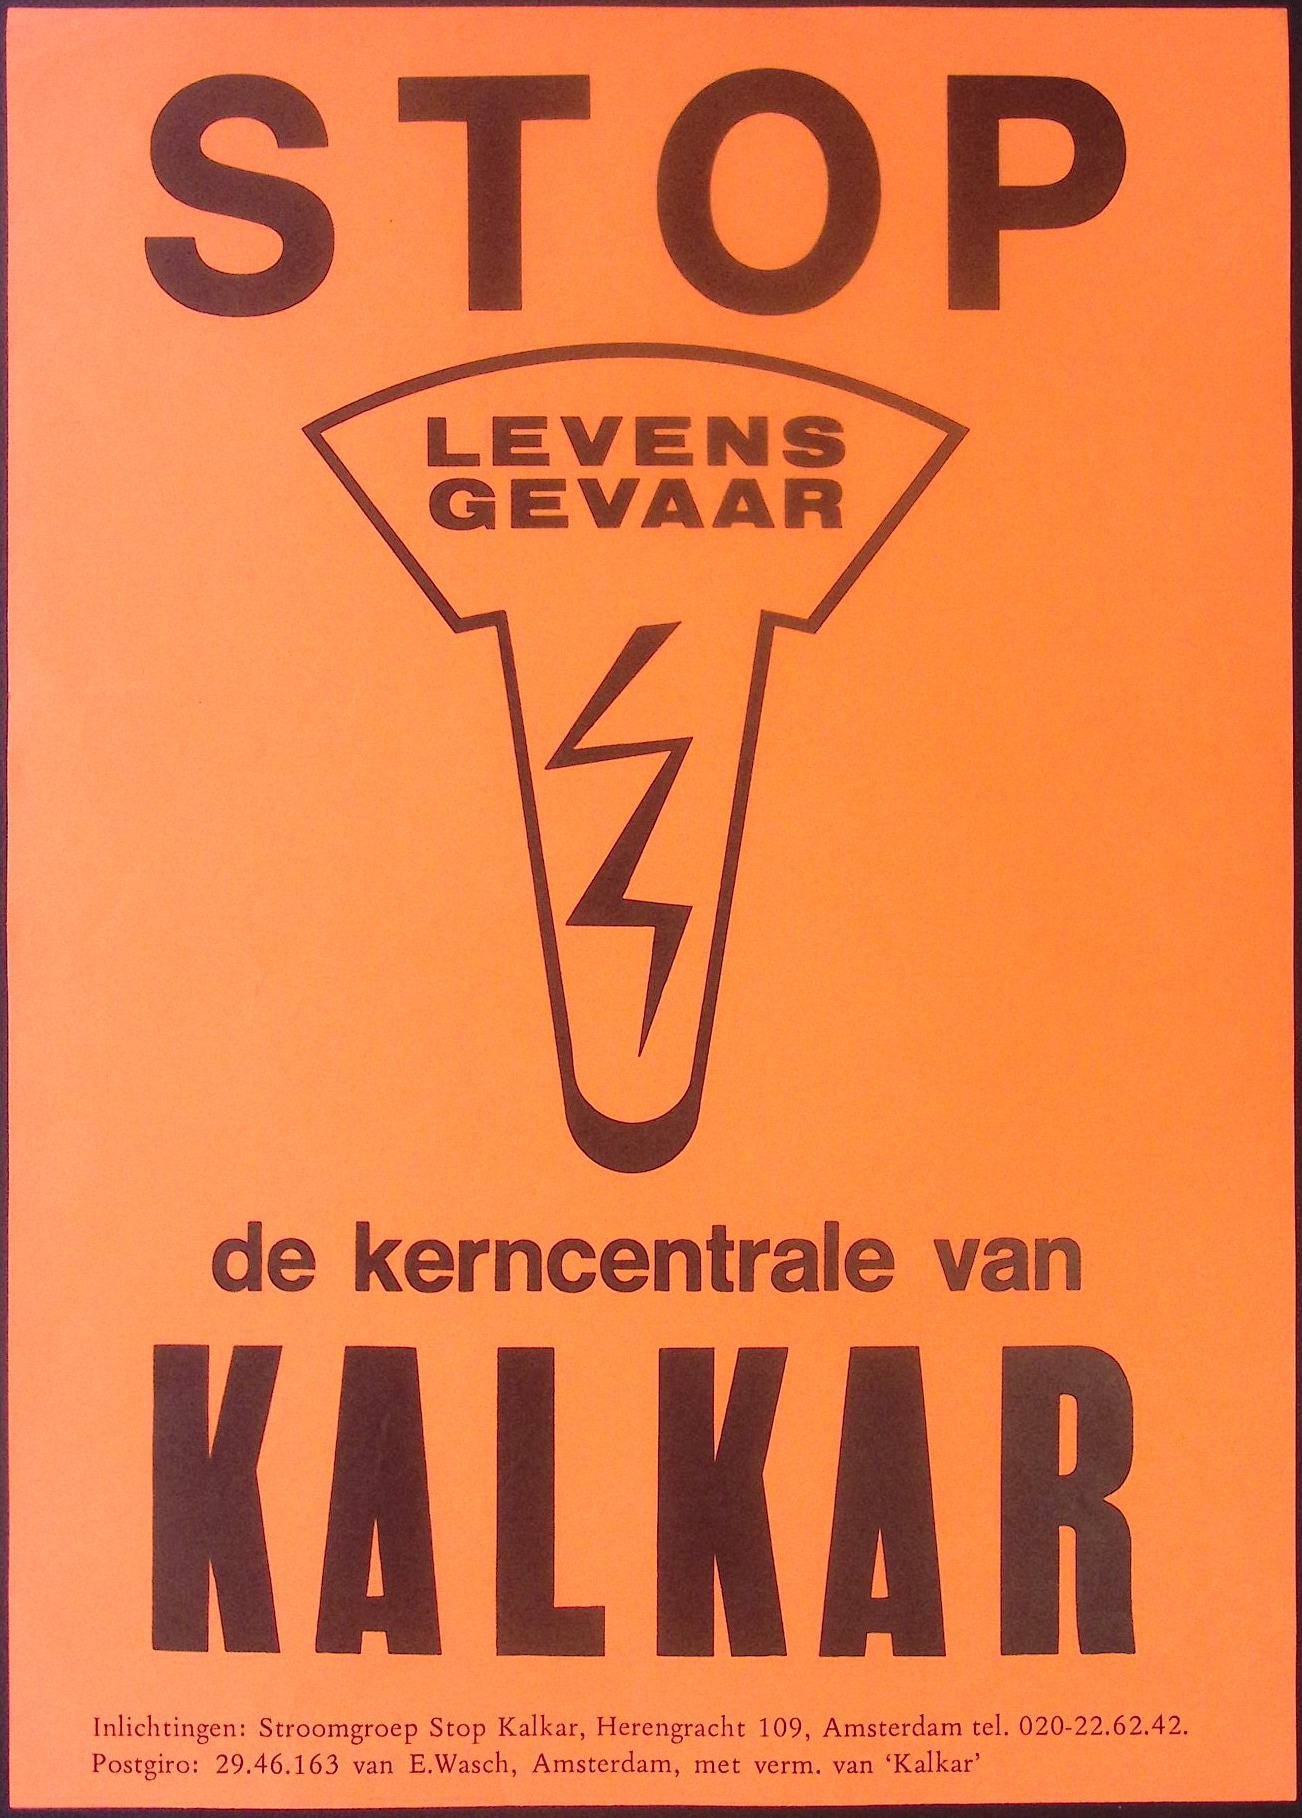 STOP
LEVENS
GEVAAR
de kerncentrale van
KALKAR
Inlichtingen: Stroomgroep Stop Kalkar, Herengracht 109, Amsterdam tel. 020-22.62.42.
Postgiro: 29.46.163 van E.Wasch, Amsterdam, met verm. van ‘Kalkar’